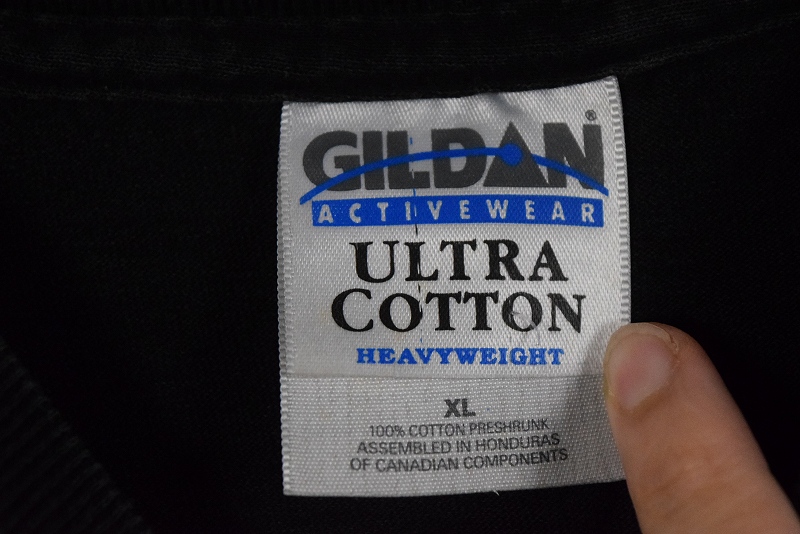 GILDAN®
ACTIVEWEAR
ULTRA
COTTON
HEAVYWEIGHT
XL
100% COTTON PRESHRUNK
ASSEMBLED IN HONDURAS
OF CANADIAN COMPONENTS